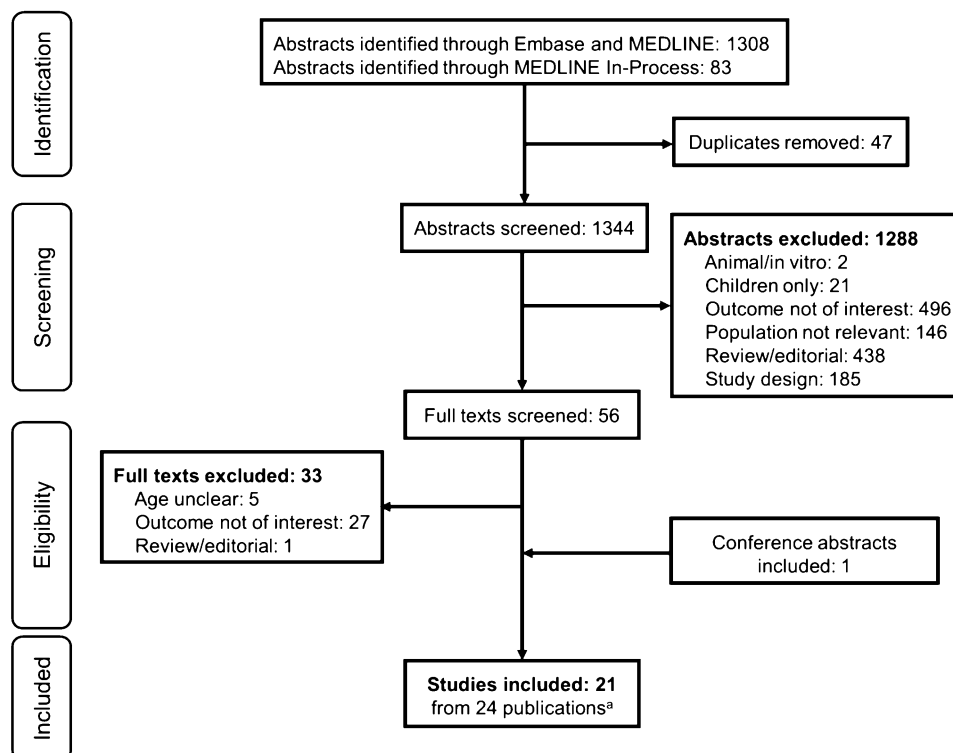 Identification
Abstracts identified through Embase and MEDLINE: 1308
Abstracts identified through MEDLINE In-Process: 83
Duplicates removed: 47
Screening
Abstracts screened: 1344
Abstracts excluded: 1288
Animal/in vitro: 2
Children only: 21
Outcome not of interest: 496
Population not relevant: 146
Review/editorial: 438
Study design: 185
Full texts screened: 56
Eligibility
Full texts excluded: 33
Age unclear: 5
Outcome not of interest: 27
Review/editorial: 1
Conference abstracts
included: 1
Included
Studies included: 21
from 24 publicationsᵃ